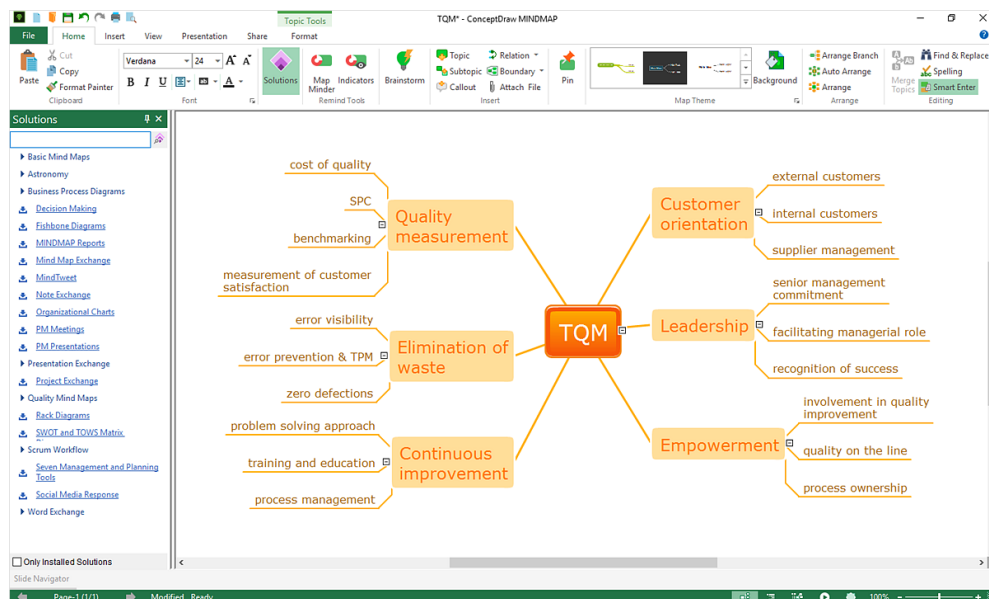 Topic Tools
TQM* - ConceptDraw MINDMAP
File
Home
Insert
View
Presentation
Share
Topic Tools Format
Paste
Cut
Copy
Format Painter
Clipboard
Verdana
24
B I U
Font
Solutions
Map Minder
Indicators
Remind Tools
Brainstorm
Topic
Subtopic
Callout
Relation
Boundary
Attach File
Insert
Pin
Background
Map Theme
Arrange Branch
Auto Arrange
Arrange
Arrange
Merge Topics
Find & Replace
Spelling
Smart Enter
Editing
Solutions
Basic Mind Maps
Astronomy
Business Process Diagrams
Decision Making
Fishbone Diagrams
MINDMAP Reports
Mind Map Exchange
MindTweet
Note Exchange
Organizational Charts
PM Meetings
PM Presentations
Presentation Exchange
Project Exchange
Quality Mind Maps
Rack Diagrams
SWOT and TOWS Matrix
Scrum Workflow
Seven Management and Planning
Tools
Social Media Response
Word Exchange
Only Installed Solutions
Slide Navigator
cost of quality
SPC
benchmarking
measurement of customer
satisfaction
Quality
measurement
error visibility
error prevention & TPM
zero defections
Elimination of
waste
problem solving approach
training and education
process management
Continuous
improvement
TQM
Customer
orientation
external customers
internal customers
supplier management
Leadership
senior management
commitment
facilitating managerial role
recognition of success
Empowerment
involvement in quality
improvement
quality on the line
process ownership
Page-1 (1/1)
Modified
Ready
100%